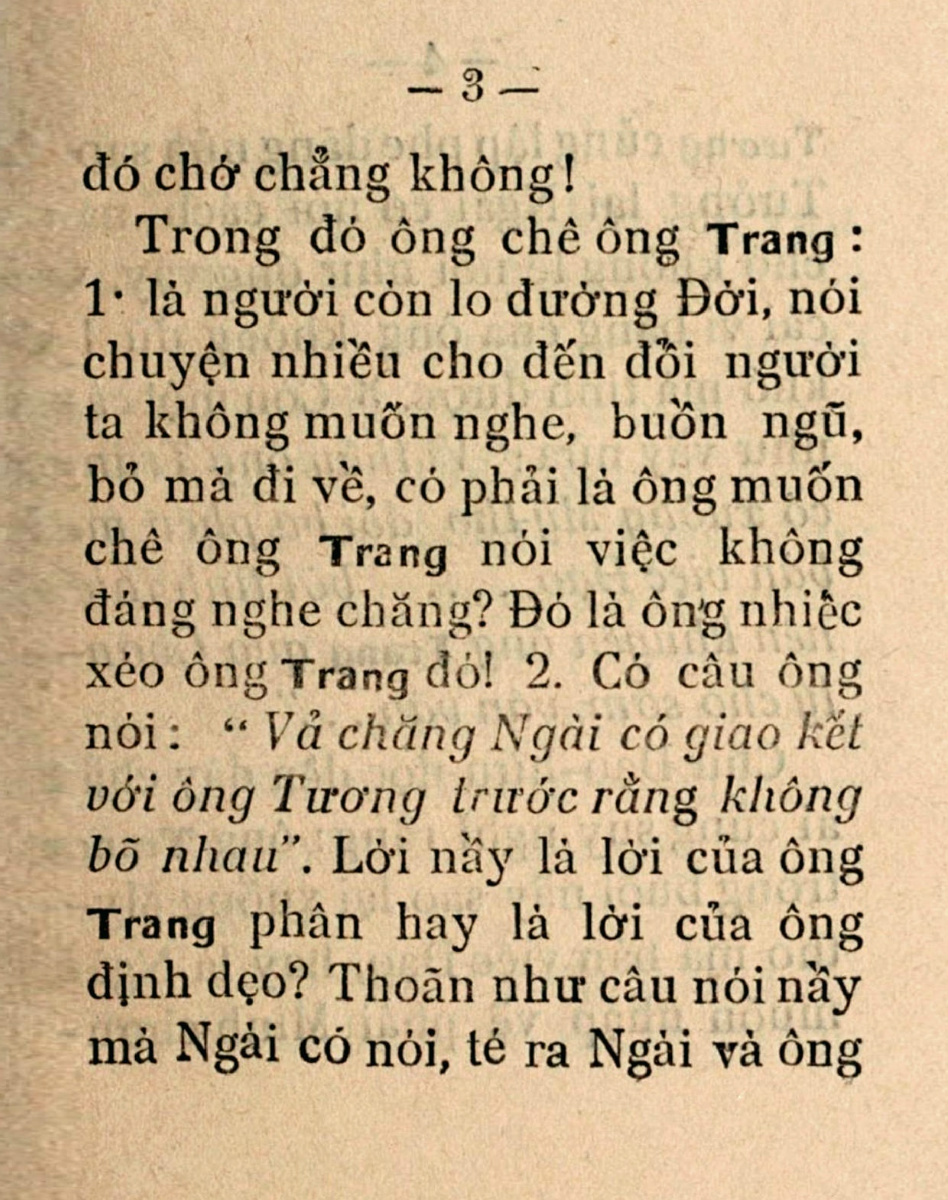 — 3 —
đó chớ chẳng không!
Trong đó ông chê ông Trang :
1· là người còn lo đường Đời, nói
chuyện nhiều cho đến đỗi người
ta không muốn nghe, buồn ngũ,
bỏ mà đi về, có phải là ông muốn
chê ông Trang nói việc không
đáng nghe chăng? Đó là ông nhiếc
xéo ông Trang đó! 2. Có câu ông
nói : “ Vả chăng Ngài có giao kết
với ông Tương trước rằng không
bõ nhau”. Lời nầy là lời của ông
Trang phân hay là lời của ông
định dẹo? Thoãn như câu nói nầy
mà Ngài có nói, té ra Ngài và ông